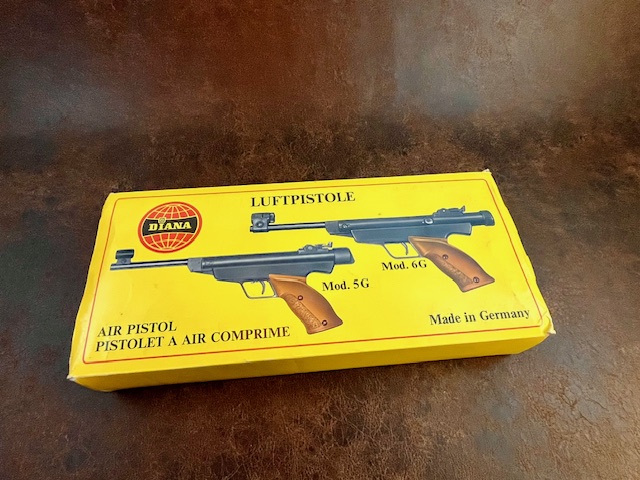 LUFTPISTOLE
DIANA
Mod. 6G
Mod. 5G
AIR PISTOL
PISTOLET A AIR COMPRIME
Made in Germany